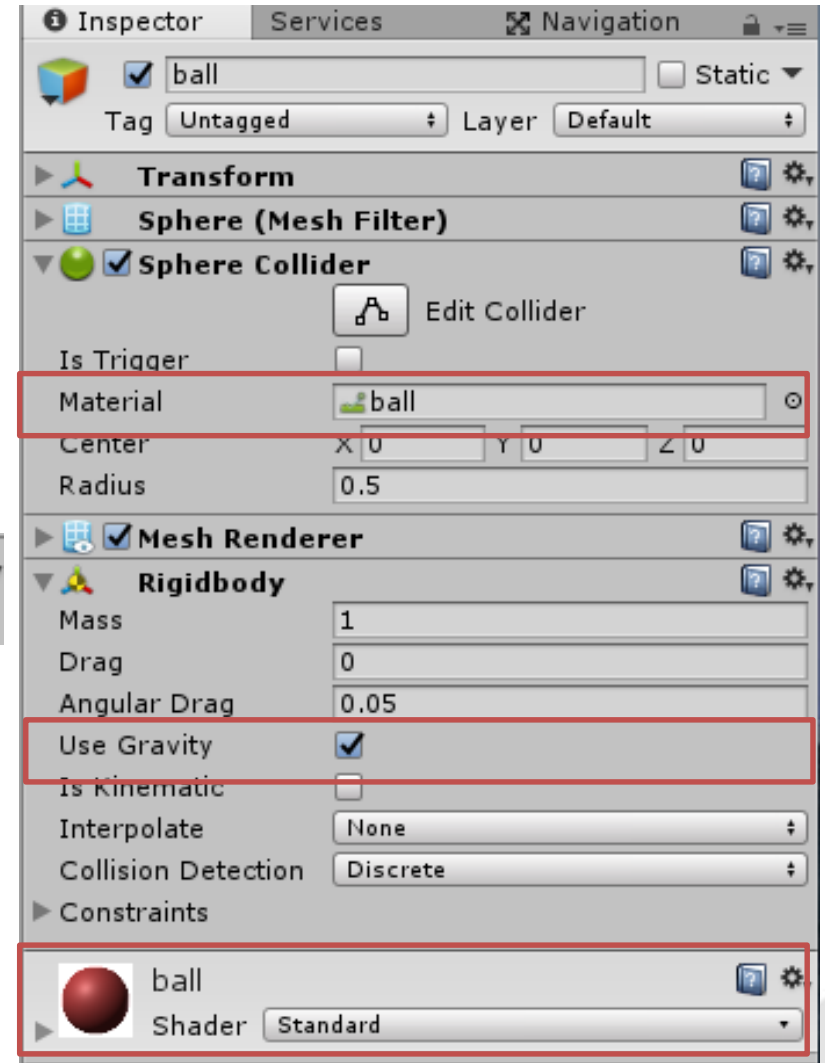 Inspector Services Navigation
ball Static
Tag Untagged Layer Default
Transform
Sphere (Mesh Filter)
Sphere Collider
Edit Collider
Is Trigger
Material ball
Center X 0 Y 0 Z 0
Radius 0.5
Mesh Renderer
Rigidbody
Mass 1
Drag 0
Angular Drag 0.05
Use Gravity
Is Kinematic
Interpolate None
Collision Detection Discrete
Constraints
ball
Shader Standard